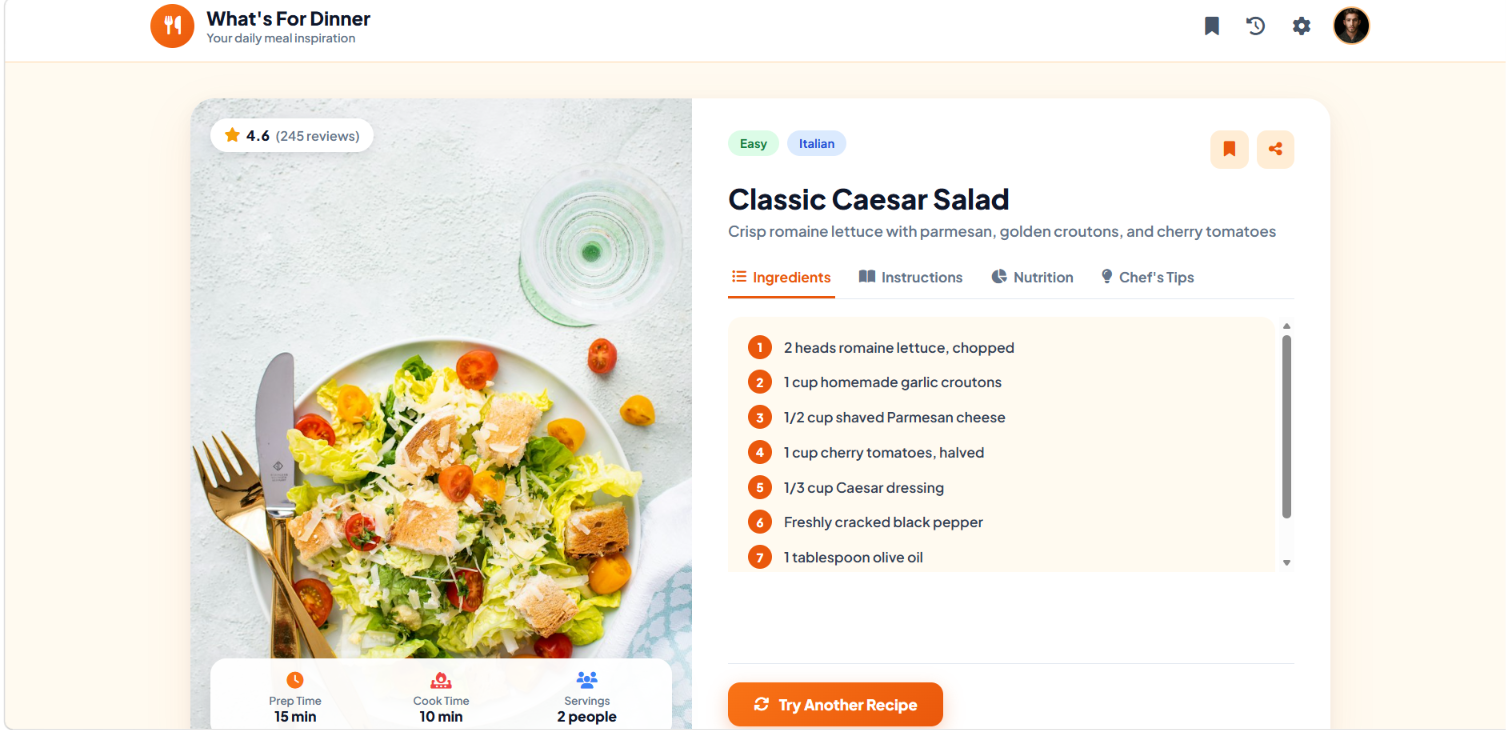 What's For Dinner
Your daily meal inspiration
4.6 (245 reviews)
Easy
Italian
Classic Caesar Salad
Crisp romaine lettuce with parmesan, golden croutons, and cherry tomatoes
Ingredients
Instructions
Nutrition
Chef's Tips
1 2 heads romaine lettuce, chopped
2 1 cup homemade garlic croutons
3 1/2 cup shaved Parmesan cheese
4 1 cup cherry tomatoes, halved
5 1/3 cup Caesar dressing
6 Freshly cracked black pepper
7 1 tablespoon olive oil
Prep Time
15 min
Cook Time
10 min
Servings
2 people
Try Another Recipe